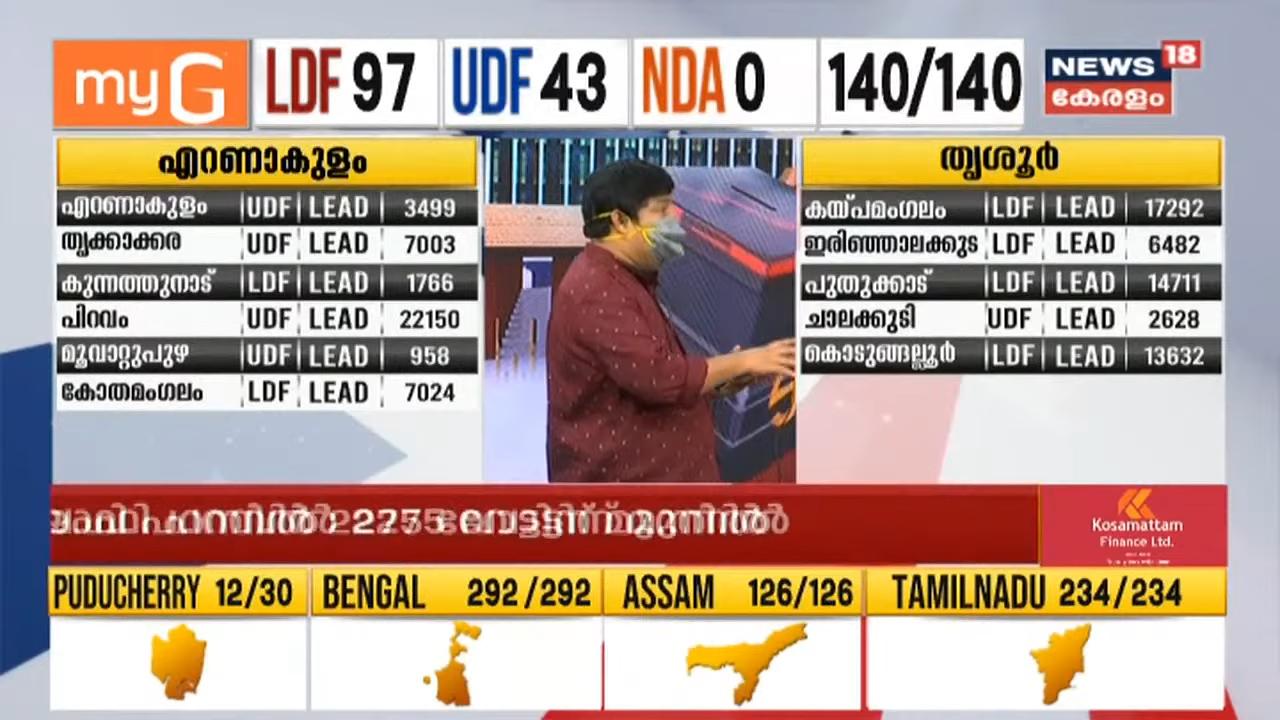 myG LDF 97 UDF 43 NDA 0 140/140 NEWS 18 കേരളം
എറണാകുളം
എറണാകുളം UDF LEAD 3499
തൃക്കാക്കര UDF LEAD 7003
കുന്നത്തുനാട് LDF LEAD 1766
പിറവം UDF LEAD 22150
മൂവാറ്റുപുഴ UDF LEAD 958
കോതമംഗലം LDF LEAD 7024
തൃശൂർ
കയ്പമംഗലം LDF LEAD 17292
ഇരിഞ്ഞാലക്കുട LDF LEAD 6482
പുതുക്കാട് LDF LEAD 14711
ചാലക്കുടി UDF LEAD 2628
കൊടുങ്ങല്ലൂർ LDF LEAD 13632
Kosamattam
Finance Ltd.
PUDUCHERRY 12/30 BENGAL 292/292 ASSAM 126/126 TAMILNADU 234/234